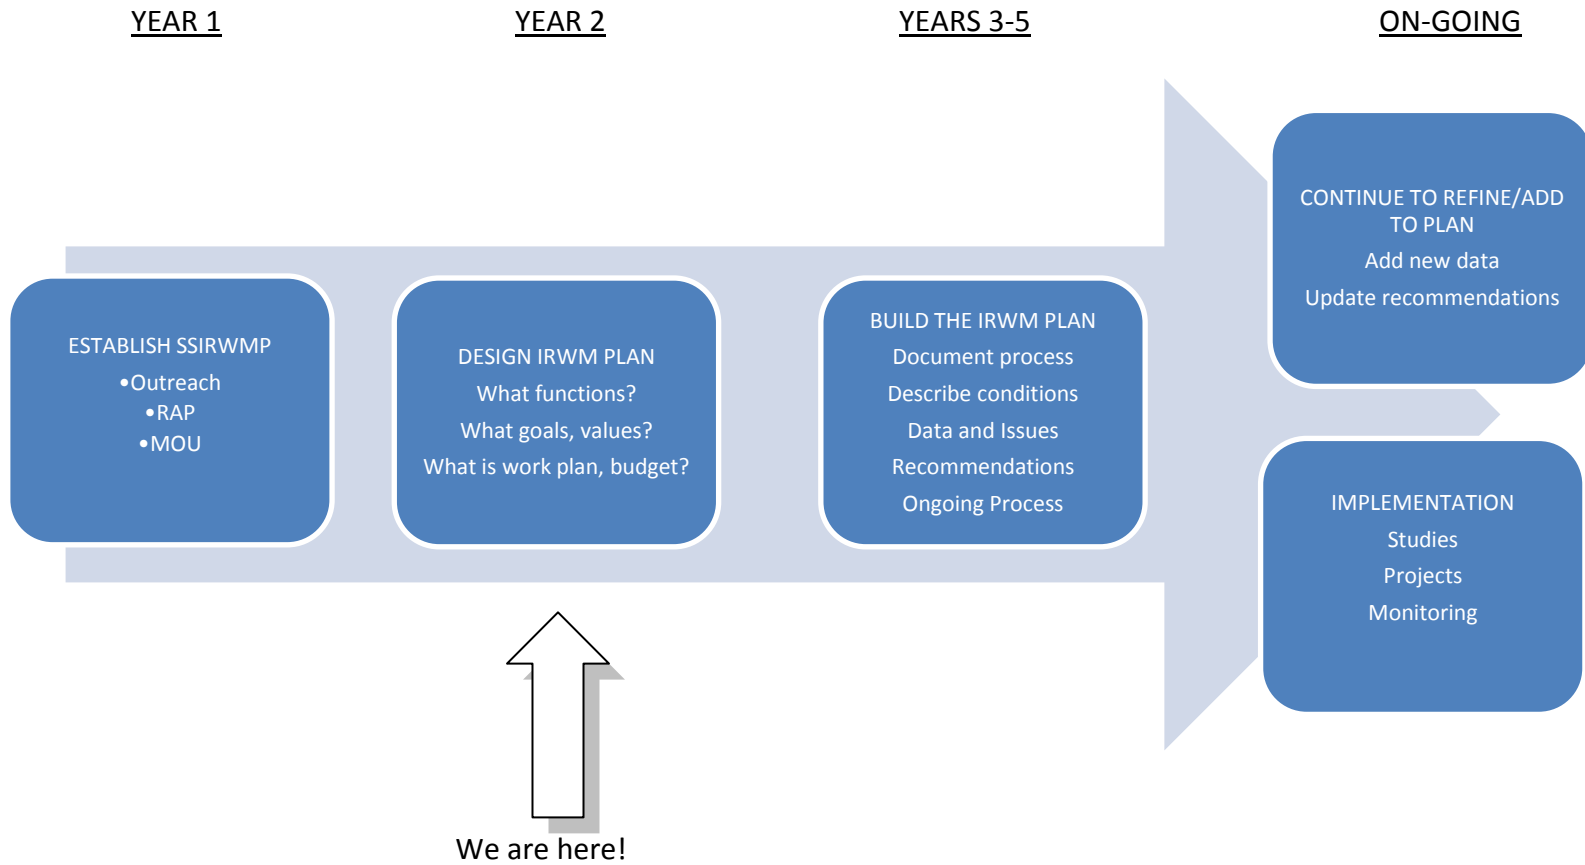 YEAR 1
YEAR 2
YEARS 3-5
ON-GOING
ESTABLISH SSIRWMP
•Outreach
•RAP
•MOU
DESIGN IRWM PLAN
What functions?
What goals, values?
What is work plan, budget?
BUILD THE IRWM PLAN
Document process
Describe conditions
Data and Issues
Recommendations
Ongoing Process
CONTINUE TO REFINE/ADD
TO PLAN
Add new data
Update recommendations
IMPLEMENTATION
Studies
Projects
Monitoring
We are here!